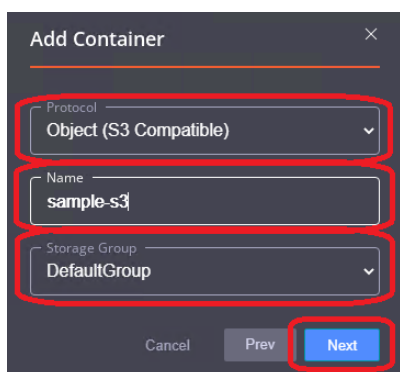 Add Container
Protocol
Object (S3 Compatible)
Name
sample-s3
Storage Group
DefaultGroup
Cancel Prev Next